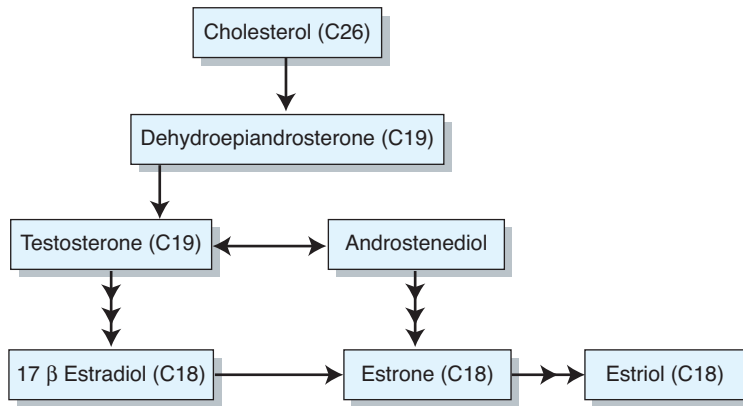 Cholesterol (C26)
Dehydroepiandrosterone (C19)
Testosterone (C19)
Androstenediol
17 β Estradiol (C18)
Estrone (C18)
Estriol (C18)